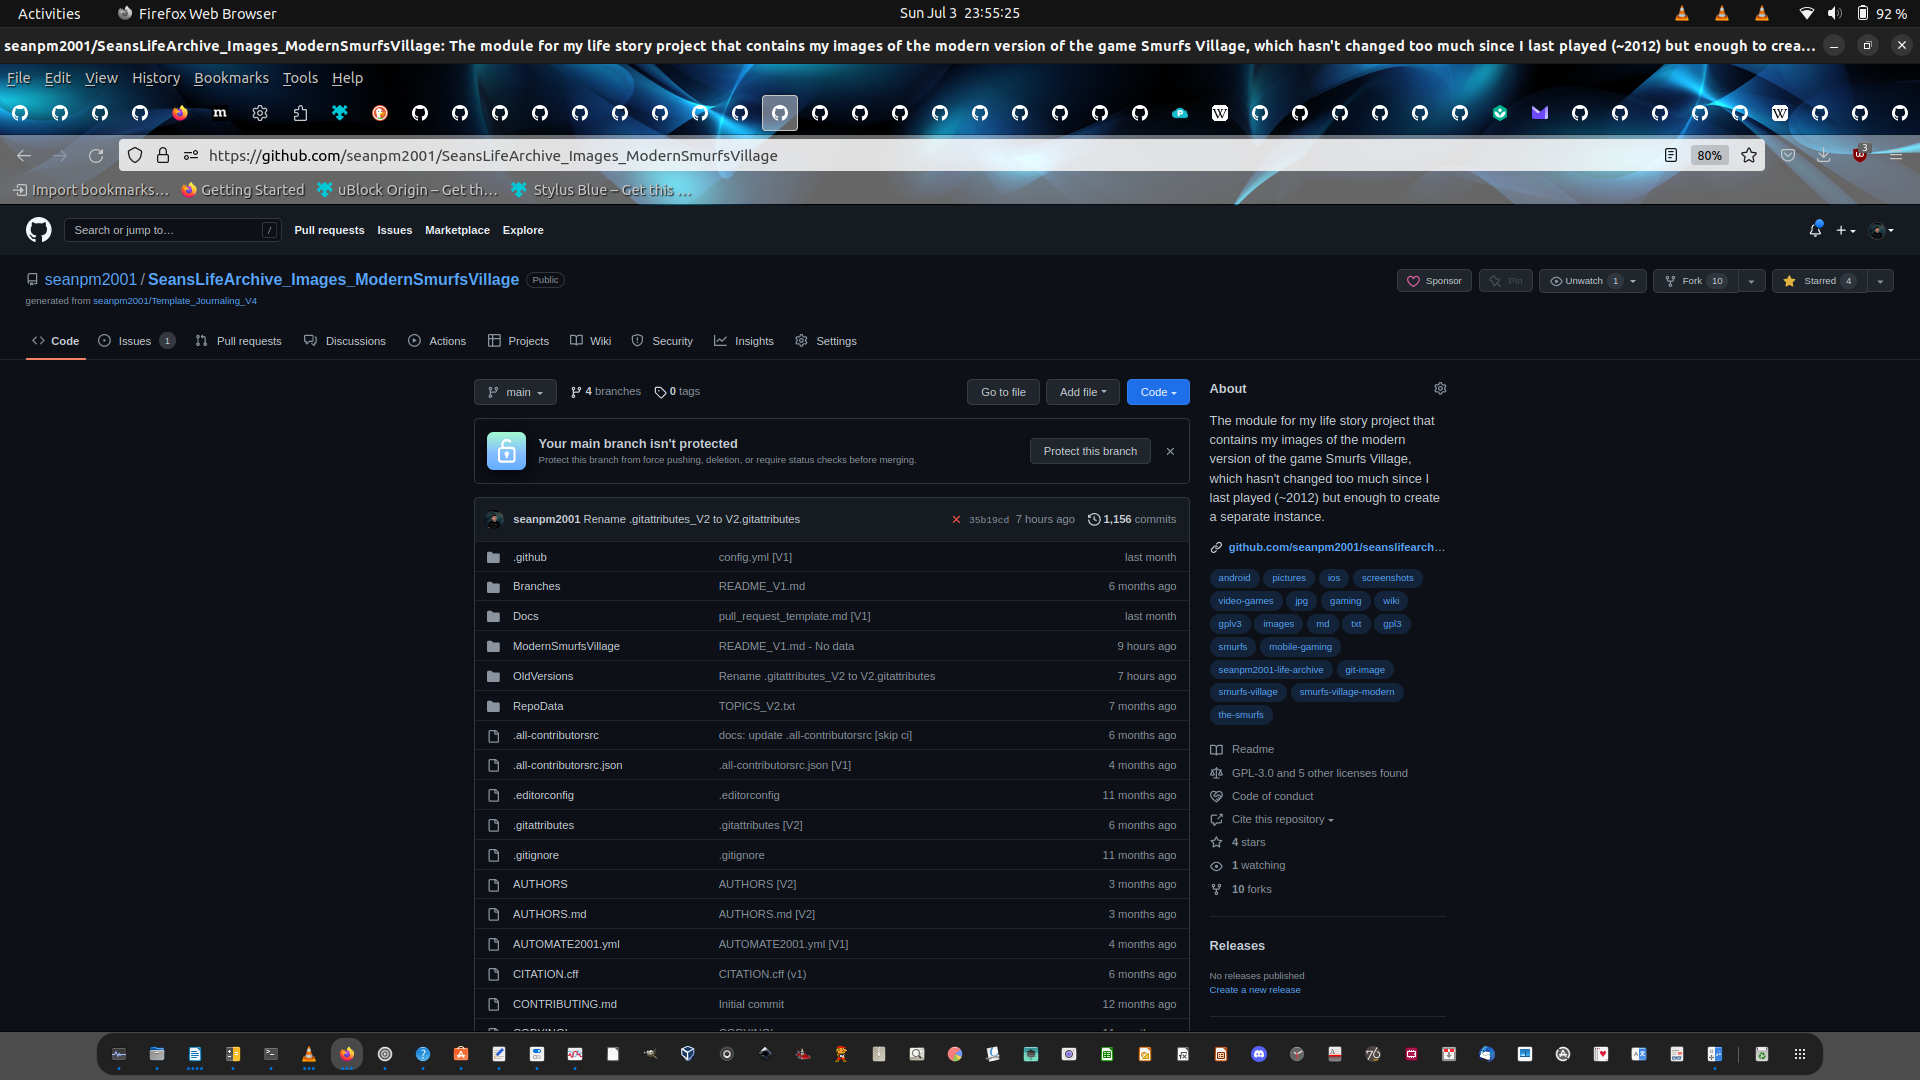 Activities
Firefox Web Browser
Sun Jul 3 23:55:25
92 %
seanpm2001/SeansLifeArchive_Images_ModernSmurfsVillage: The module for my life story project that contains my images of the modern version of the game Smurfs Village, which hasn't changed too much since I last played (~2012) but enough to crea…
File Edit View History Bookmarks Tools Help
https://github.com/seanpm2001/SeansLifeArchive_Images_ModernSmurfsVillage
80%
3
Import bookmarks… Getting Started uBlock Origin – Get th… Stylus Blue – Get this …
Search or jump to… /
Pull requests Issues Marketplace Explore
seanpm2001 / SeansLifeArchive_Images_ModernSmurfsVillage Public
generated from seanpm2001/Template_Journaling_V4
Sponsor Pin Unwatch 1 Fork 10 Starred 4
Code Issues 1 Pull requests Discussions Actions Projects Wiki Security Insights Settings
main 4 branches 0 tags Go to file Add file Code
Your main branch isn't protected
Protect this branch from force pushing, deletion, or require status checks before merging.
Protect this branch
seanpm2001 Rename .gitattributes_V2 to V2.gitattributes 35b19cd 7 hours ago 1,156 commits
.github config.yml [V1] last month
Branches README_V1.md 6 months ago
Docs pull_request_template.md [V1] last month
ModernSmurfsVillage README_V1.md - No data 9 hours ago
OldVersions Rename .gitattributes_V2 to V2.gitattributes 7 hours ago
RepoData TOPICS_V2.txt 7 months ago
.all-contributorsrc docs: update .all-contributorsrc [skip ci] 6 months ago
.all-contributorsrc.json .all-contributorsrc.json [V1] 4 months ago
.editorconfig .editorconfig 11 months ago
.gitattributes .gitattributes [V2] 6 months ago
.gitignore .gitignore 11 months ago
AUTHORS AUTHORS [V2] 3 months ago
AUTHORS.md AUTHORS.md [V2] 3 months ago
AUTOMATE2001.yml AUTOMATE2001.yml [V1] 4 months ago
CITATION.cff CITATION.cff (v1) 6 months ago
CONTRIBUTING.md Initial commit 12 months ago
About
The module for my life story project that
contains my images of the modern
version of the game Smurfs Village,
which hasn't changed too much since I
last played (~2012) but enough to create
a separate instance.
github.com/seanpm2001/seanslifearch…
android pictures ios screenshots
video-games jpg gaming wiki
gplv3 images md txt gpl3
smurfs mobile-gaming
seanpm2001-life-archive git-image
smurfs-village smurfs-village-modern
the-smurfs
Readme
GPL-3.0 and 5 other licenses found
Code of conduct
Cite this repository
4 stars
1 watching
10 forks
Releases
No releases published
Create a new release